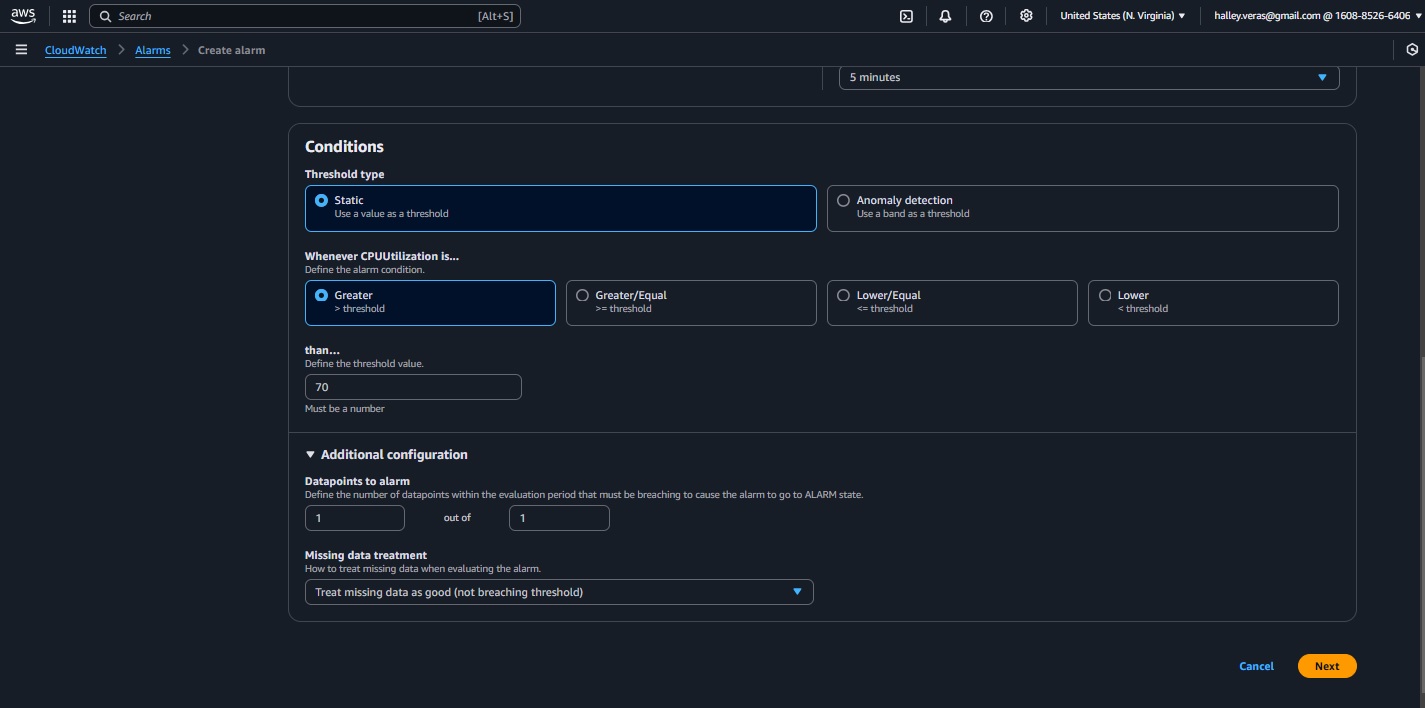 aws
Search [Alt+S]
United States (N. Virginia)
halley.veras@gmail.com @ 1608-8526-6406
CloudWatch
Alarms
Create alarm
5 minutes
Conditions
Threshold type
Static
Use a value as a threshold
Anomaly detection
Use a band as a threshold
Whenever CPUUtilization is...
Define the alarm condition.
Greater
> threshold
Greater/Equal
>= threshold
Lower/Equal
<= threshold
Lower
< threshold
than...
Define the threshold value.
70
Must be a number
Additional configuration
Datapoints to alarm
Define the number of datapoints within the evaluation period that must be breaching to cause the alarm to go to ALARM state.
1 out of 1
Missing data treatment
How to treat missing data when evaluating the alarm.
Treat missing data as good (not breaching threshold)
Cancel
Next